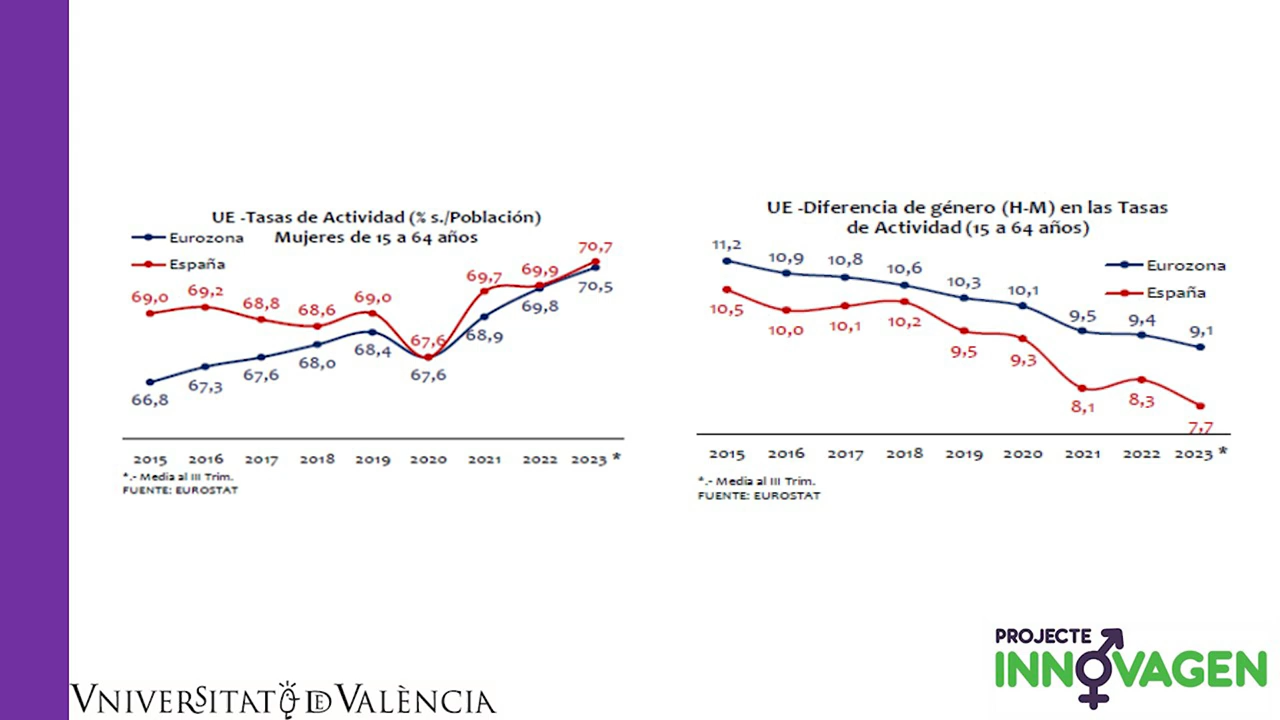 UE -Tasas de Actividad (% s./Población)
Mujeres de 15 a 64 años
Eurozona
España
69,0 69,2 68,8 68,6 69,0 67,6 69,7 69,9 70,7
66,8 67,3 67,6 68,0 68,4 67,6 68,9 69,8 70,5
2015 2016 2017 2018 2019 2020 2021 2022 2023 *
*.- Media al III Trim.
FUENTE: EUROSTAT
UE -Diferencia de género (H-M) en las Tasas
de Actividad (15 a 64 años)
Eurozona
España
11,2 10,9 10,8 10,6 10,3 10,1 9,5 9,4 9,1
10,5 10,0 10,1 10,2 9,5 9,3 8,1 8,3 7,7
2015 2016 2017 2018 2019 2020 2021 2022 2023 *
*.- Media al III Trim.
FUENTE: EUROSTAT
VNIVERSITAT DE VALÈNCIA
PROJECTE
INNOVAGEN